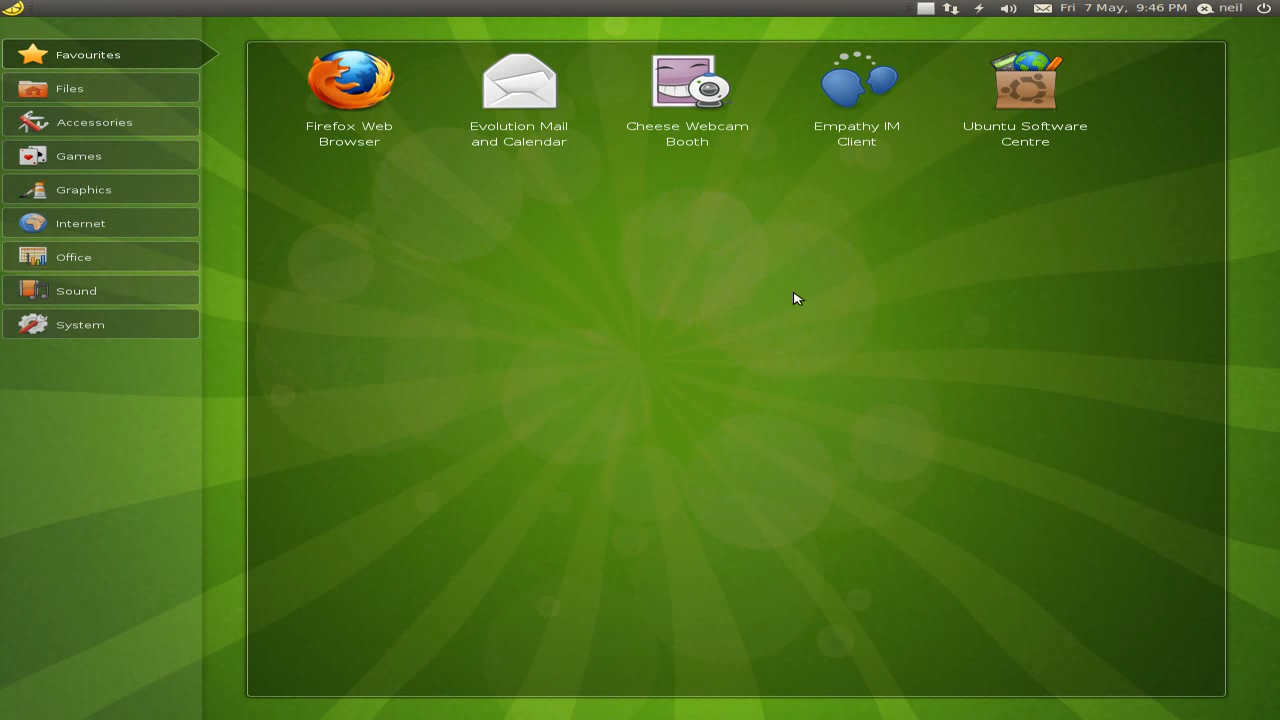 Fri 7 May, 9:46 PM neil
Favourites
Files
Accessories
Games
Graphics
Internet
Office
Sound
System
Firefox Web
Browser
Evolution Mail
and Calendar
Cheese Webcam
Booth
Empathy IM
Client
Ubuntu Software
Centre